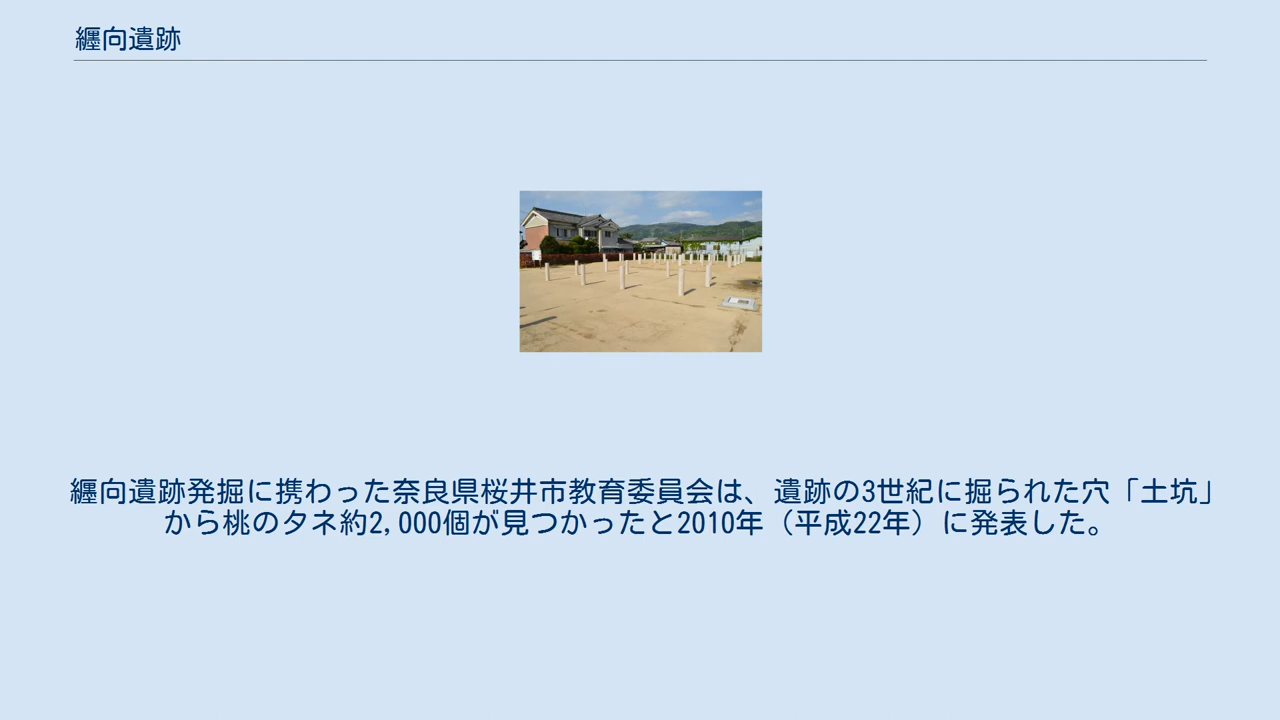 纒向遺跡
纒向遺跡発掘に携わった奈良県桜井市教育委員会は、遺跡の3世紀に掘られた穴「土坑」
から桃のタネ約2,000個が見つかったと2010年（平成22年）に発表した。